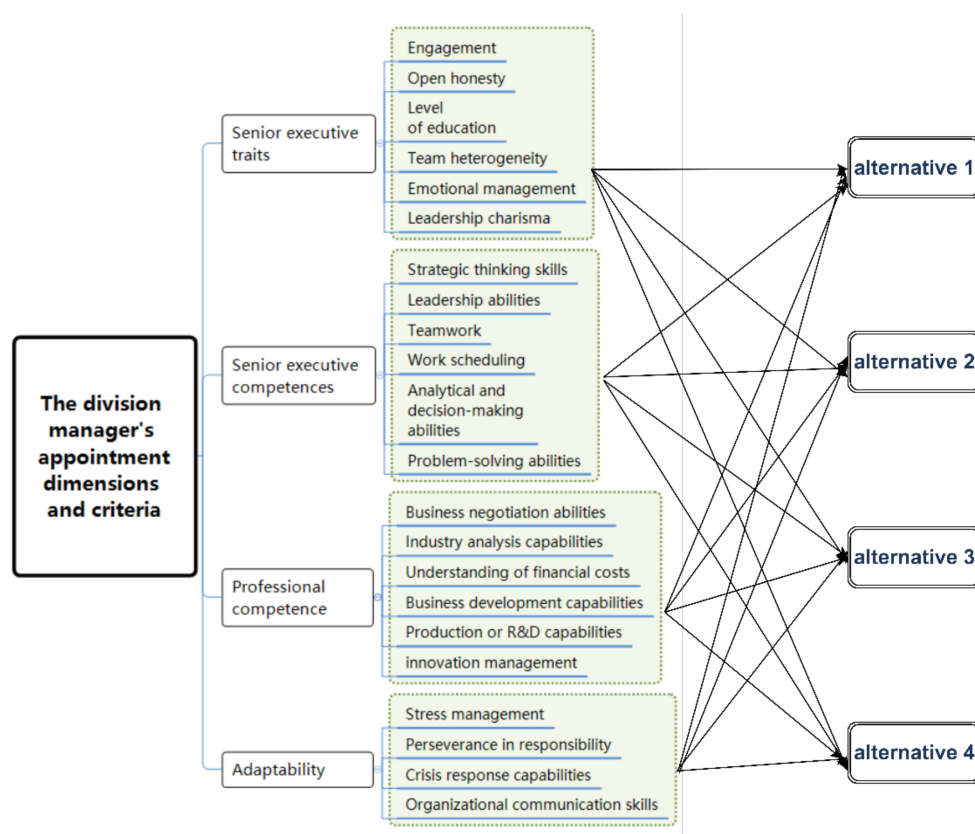 The division
manager's
appointment
dimensions
and criteria
Senior executive
traits
Engagement
Open honesty
Level
of education
Team heterogeneity
Emotional management
Leadership charisma
Senior executive
competences
Strategic thinking skills
Leadership abilities
Teamwork
Work scheduling
Analytical and
decision-making
abilities
Problem-solving abilities
Professional
competence
Business negotiation abilities
Industry analysis capabilities
Understanding of financial costs
Business development capabilities
Production or R&D capabilities
innovation management
Adaptability
Stress management
Perseverance in responsibility
Crisis response capabilities
Organizational communication skills
alternative 1
alternative 2
alternative 3
alternative 4